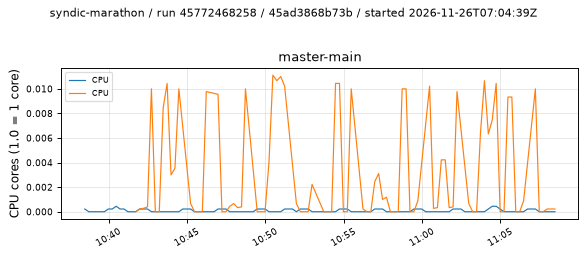 syndic-marathon / run 45772468258 / 45ad3868b73b / started 2026-11-26T07:04:39Z
master-main
CPU
CPU
CPU cores (1.0 = 1 core)
0.010
0.008
0.006
0.004
0.002
0.000
10:40
10:45
10:50
10:55
11:00
11:05